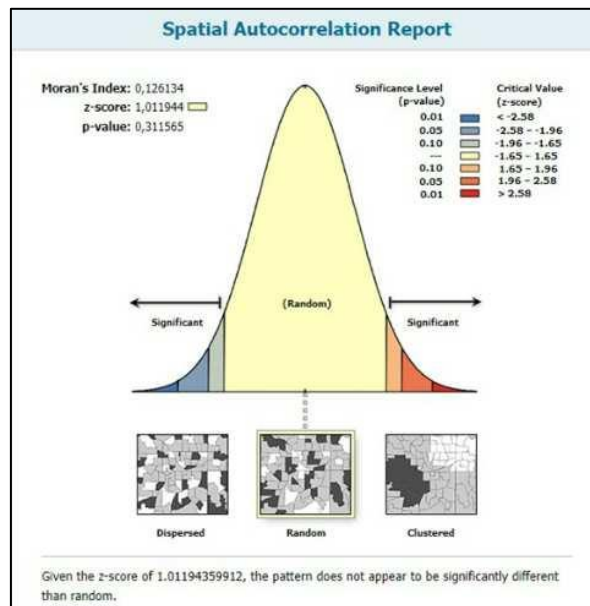 Spatial Autocorrelation Report
Moran's Index: 0,126134
z-score: 1,011944
p-value: 0,311565
Significance Level Critical Value
(p-value) (z-score)
0.01 < -2.58
0.05 -2.58 – -1.96
0.10 -1.96 – -1.65
--- -1.65 – 1.65
0.10 1.65 – 1.96
0.05 1.96 – 2.58
0.01 > 2.58
(Random)
Significant Significant
Dispersed Random Clustered
Given the z-score of 1.01194359912, the pattern does not appear to be significantly different
than random.